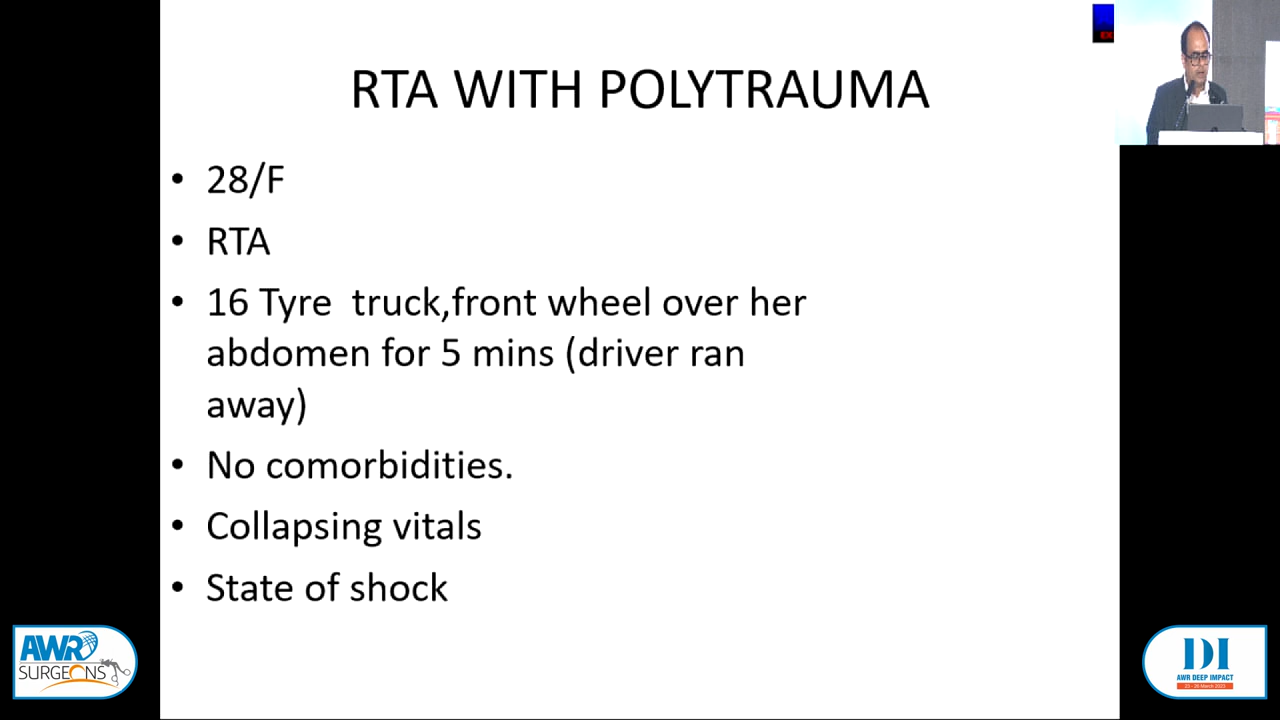 RTA WITH POLYTRAUMA
• 28/F
• RTA
• 16 Tyre truck,front wheel over her
abdomen for 5 mins (driver ran
away)
• No comorbidities.
• Collapsing vitals
• State of shock
AWR
SURGEONS
DI
AWR DEEP IMPACT